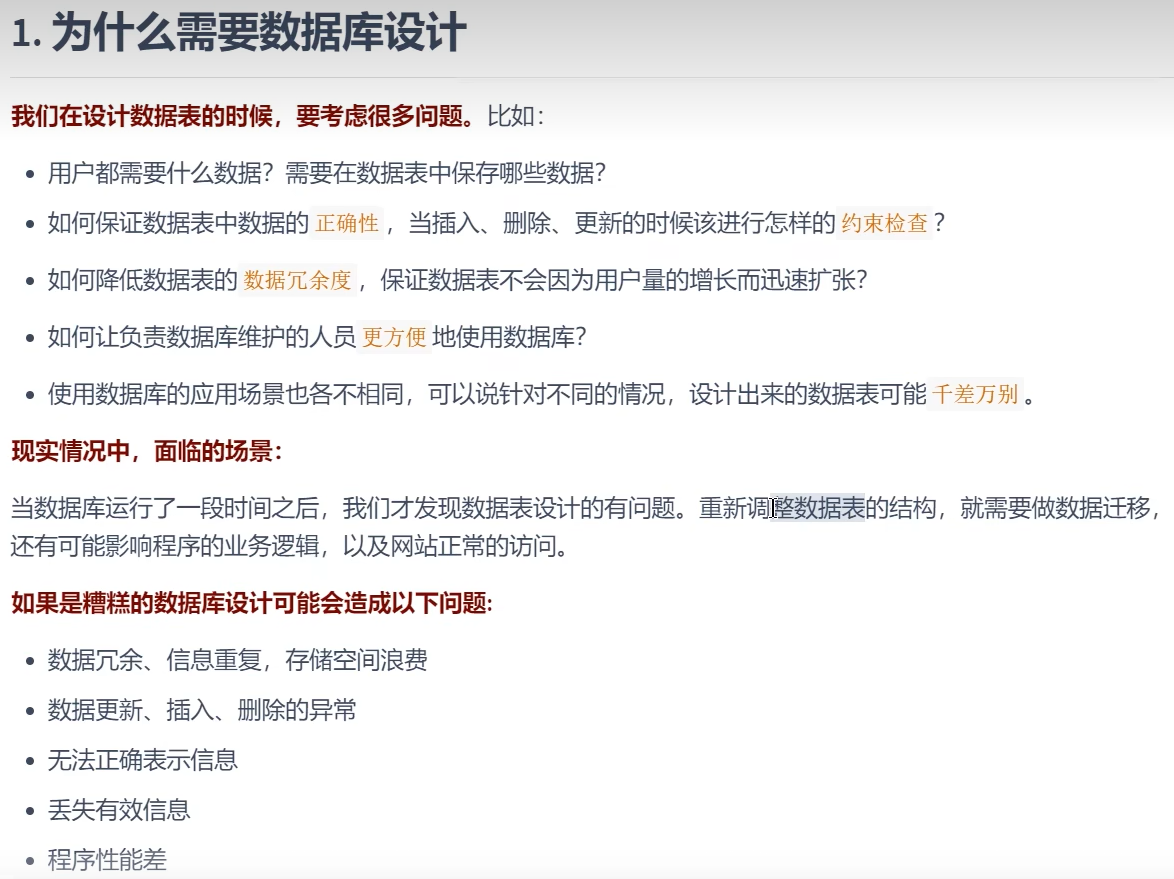 1. 为什么需要数据库设计
我们在设计数据表的时候，要考虑很多问题。比如：
用户都需要什么数据？需要在数据表中保存哪些数据？
如何保证数据表中数据的 正确性 ，当插入、删除、更新的时候该进行怎样的 约束检查 ？
如何降低数据表的 数据冗余度 ，保证数据表不会因为用户量的增长而迅速扩张？
如何让负责数据库维护的人员 更方便 地使用数据库？
使用数据库的应用场景也各不相同，可以说针对不同的情况，设计出来的数据表可能 千差万别 。
现实情况中，面临的场景：
当数据库运行了一段时间之后，我们才发现数据表设计的有问题。重新调整数据表的结构，就需要做数据迁移，
还有可能影响程序的业务逻辑，以及网站正常的访问。
如果是糟糕的数据库设计可能会造成以下问题:
数据冗余、信息重复，存储空间浪费
数据更新、插入、删除的异常
无法正确表示信息
丢失有效信息
程序性能差